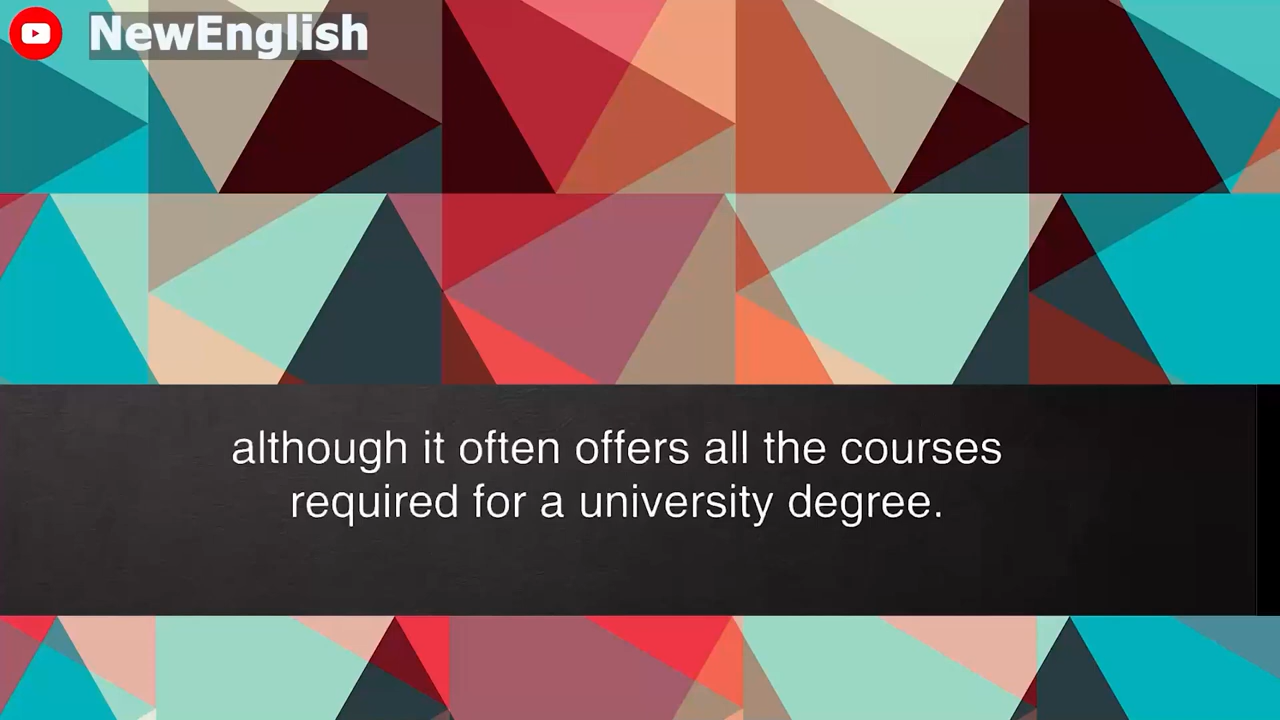 NewEnglish
although it often offers all the courses
required for a university degree.